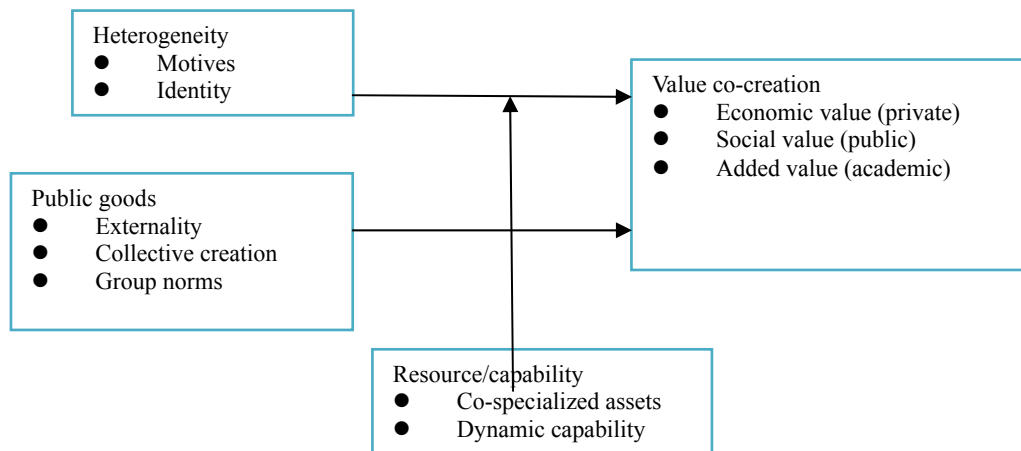 Heterogeneity
● Motives
● Identity
Value co-creation
● Economic value (private)
● Social value (public)
● Added value (academic)
Public goods
● Externality
● Collective creation
● Group norms
Resource/capability
● Co-specialized assets
● Dynamic capability